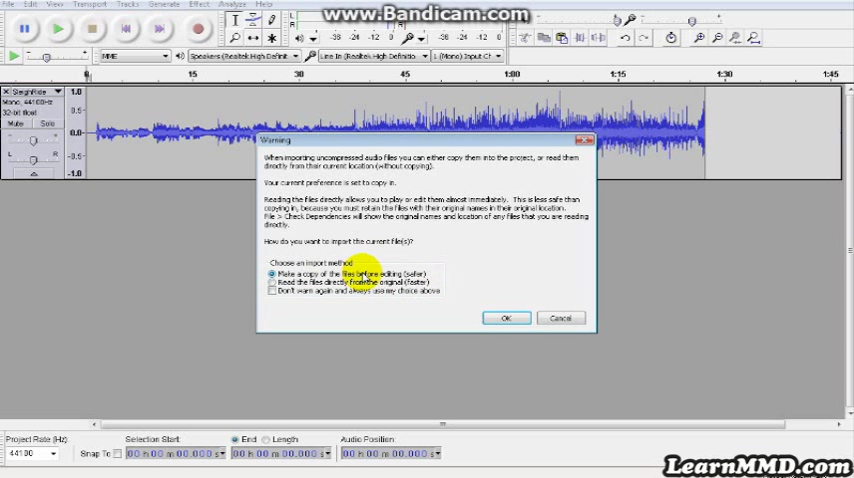 File Edit View Transport Tracks Generate Effect Analyze Help
www.Bandicam.com
L
R
-36 -24 -12 0
-36 -24 -12 0
MME Speakers (Realtek High Definit Line In (Realtek High Definition 1 (Mono) Input Ch
0 15 30 45 1:00 1:15 1:30 1:45
SleighRide
Mono, 44100Hz
32-bit float
Mute Solo
L R
1.0
0.5
0.0
-0.5
-1.0
Warning
When importing uncompressed audio files you can either copy them into the project, or read them
directly from their current location (without copying).
Your current preference is set to copy in.
Reading the files directly allows you to play or edit them almost immediately. This is less safe than
copying in, because you must retain the files with their original names in their original location.
File > Check Dependencies will show the original names and location of any files that you are reading
directly.
How do you want to import the current file(s)?
Choose an import method
Make a copy of the files before editing (safer)
Read the files directly from the original (faster)
Don't warn again and always use my choice above
OK Cancel
Project Rate (Hz) Selection Start: End Length Audio Position:
44100 Snap To 00 h 00 m 00.000 s 00 h 00 m 00.000 s 00 h 00 m 00.000 s
LearnMMD.com